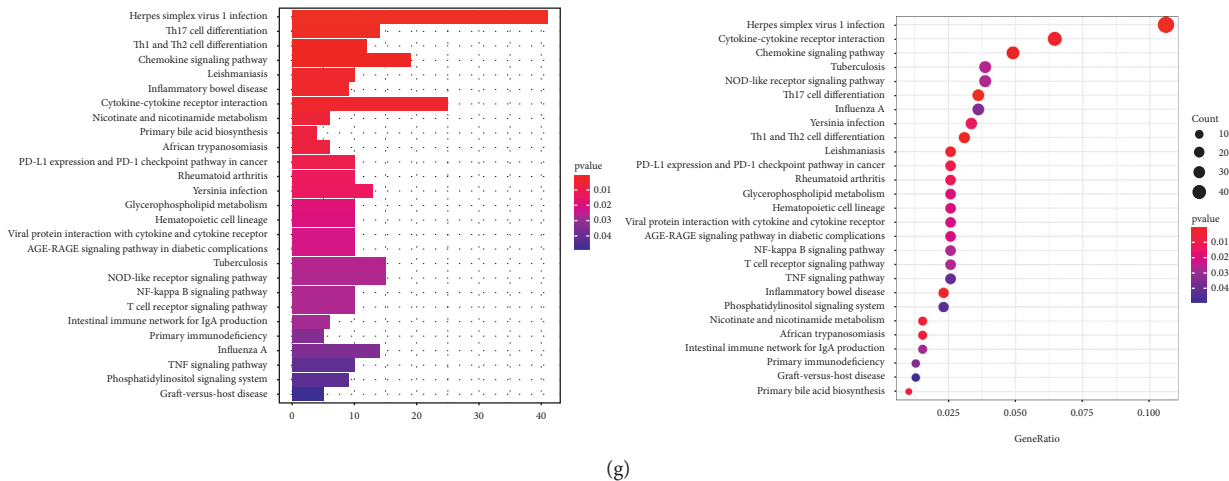 Herpes simplex virus 1 infection
Th17 cell differentiation
Th1 and Th2 cell differentiation
Chemokine signaling pathway
Leishmaniasis
Inflammatory bowel disease
Cytokine-cytokine receptor interaction
Nicotinate and nicotinamide metabolism
Primary bile acid biosynthesis
African trypanosomiasis
PD-L1 expression and PD-1 checkpoint pathway in cancer
Rheumatoid arthritis
Yersinia infection
Glycerophospholipid metabolism
Hematopoietic cell lineage
Viral protein interaction with cytokine and cytokine receptor
AGE-RAGE signaling pathway in diabetic complications
Tuberculosis
NOD-like receptor signaling pathway
NF-kappa B signaling pathway
T cell receptor signaling pathway
Intestinal immune network for IgA production
Primary immunodeficiency
Influenza A
TNF signaling pathway
Phosphatidylinositol signaling system
Graft-versus-host disease
0 10 20 30 40
pvalue
0.01
0.02
0.03
0.04
Herpes simplex virus 1 infection
Cytokine-cytokine receptor interaction
Chemokine signaling pathway
Tuberculosis
NOD-like receptor signaling pathway
Th17 cell differentiation
Influenza A
Yersinia infection
Th1 and Th2 cell differentiation
Leishmaniasis
PD-L1 expression and PD-1 checkpoint pathway in cancer
Rheumatoid arthritis
Glycerophospholipid metabolism
Hematopoietic cell lineage
Viral protein interaction with cytokine and cytokine receptor
AGE-RAGE signaling pathway in diabetic complications
NF-kappa B signaling pathway
T cell receptor signaling pathway
TNF signaling pathway
Inflammatory bowel disease
Phosphatidylinositol signaling system
Nicotinate and nicotinamide metabolism
African trypanosomiasis
Intestinal immune network for IgA production
Primary immunodeficiency
Graft-versus-host disease
Primary bile acid biosynthesis
0.025 0.050 0.075 0.100
GeneRatio
Count
10
20
30
40
pvalue
0.01
0.02
0.03
0.04
(g)